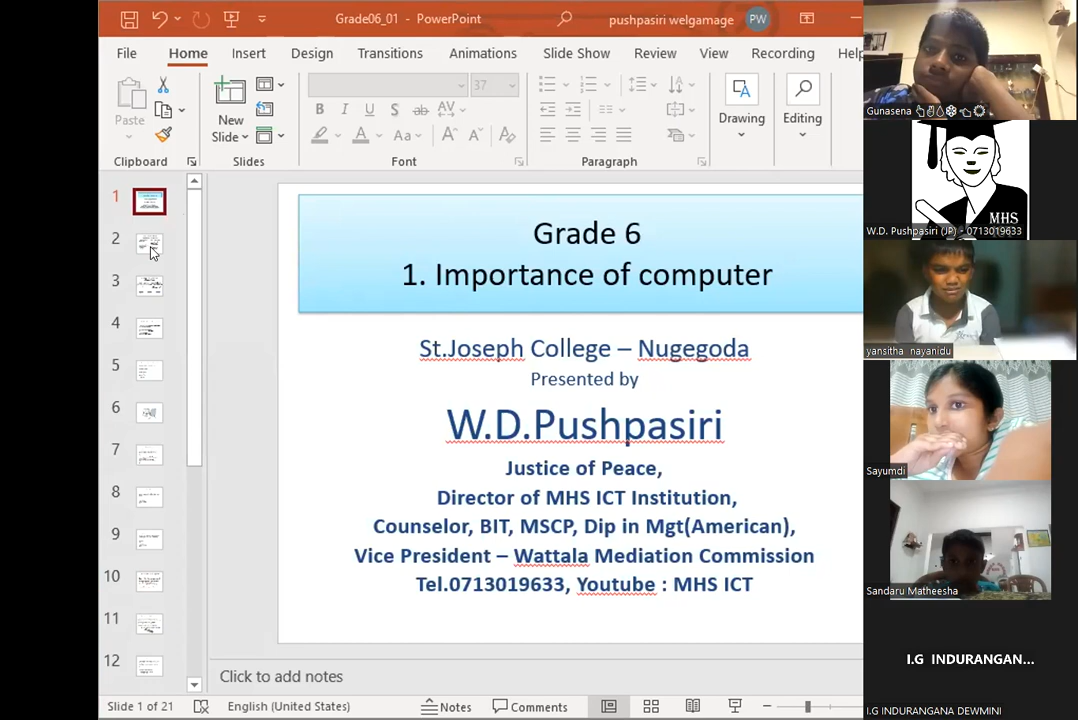 Grade06_01 - PowerPoint
pushpasiri welgamage
PW
File Home Insert Design Transitions Animations Slide Show Review View Recording Help
Paste
New
Slide
37
B I U S ab AV
A Aa A A
Drawing
Editing
Clipboard
Slides
Font
Paragraph
1
2
3
4
5
6
7
8
9
10
11
12
Grade 6
1. Importance of computer
St.Joseph College – Nugegoda
Presented by
W.D.Pushpasiri
Justice of Peace,
Director of MHS ICT Institution,
Counselor, BIT, MSCP, Dip in Mgt(American),
Vice President – Wattala Mediation Commission
Tel.0713019633, Youtube : MHS ICT
Click to add notes
Slide 1 of 21
English (United States)
Notes
Comments
Gunasena
MHS
W.D. Pushpasiri (JP) - 0713019633
yansitha nayanidu
Sayumdi
Sandaru Matheesha
I.G INDURANGAN...
I.G INDURANGANA DEWMINI